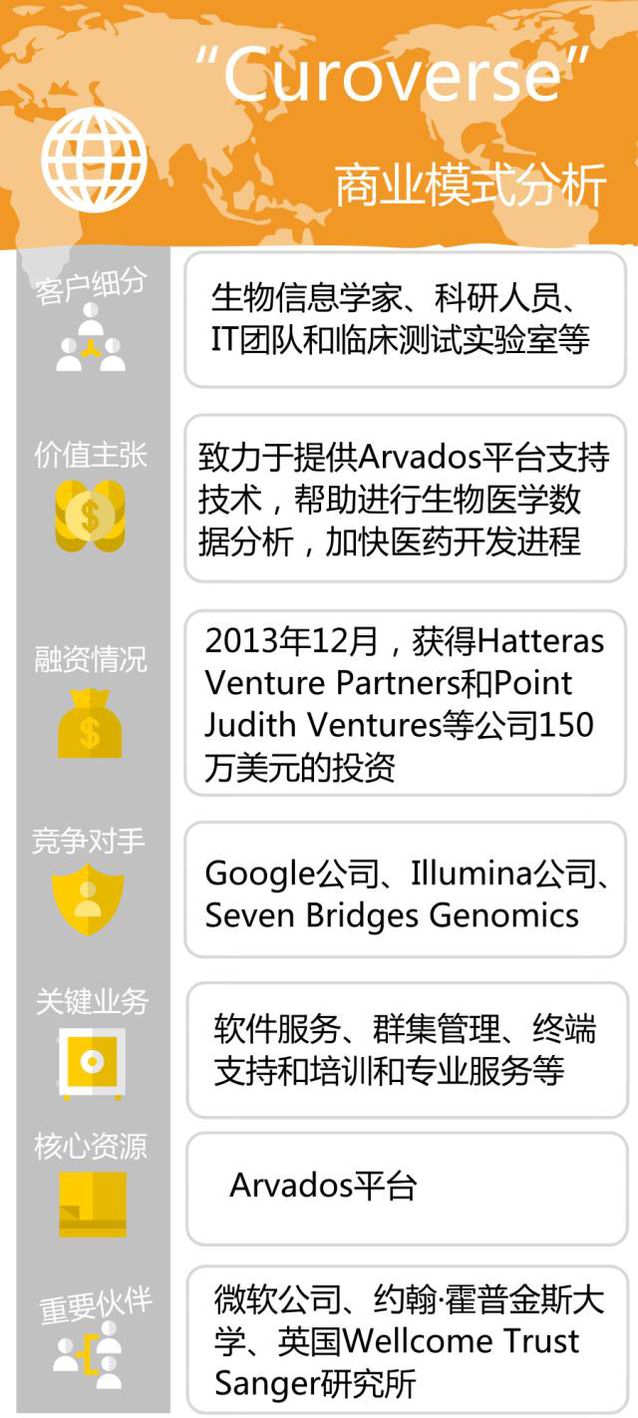 “Curoverse”
商业模式分析
客户细分
生物信息学家、科研人员、
IT团队和临床测试实验室等
价值主张
致力于提供Arvados平台支持
技术，帮助进行生物医学数
据分析，加快医药开发进程
融资情况
2013年12月，获得Hatteras
Venture Partners和Point
Judith Ventures等公司150
万美元的投资
竞争对手
Google公司、Illumina公司、
Seven Bridges Genomics
关键业务
软件服务、群集管理、终端
支持和培训和专业服务等
核心资源
Arvados平台
重要伙伴
微软公司、约翰·霍普金斯大
学、英国Wellcome Trust
Sanger研究所